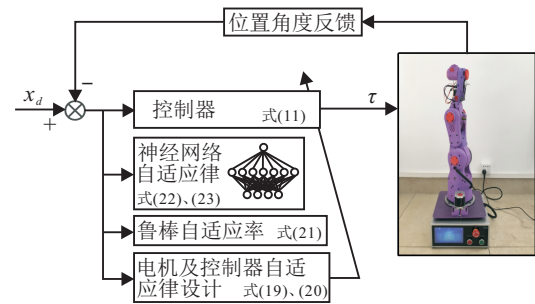 位置角度反馈
−
x_d
+
控制器 式(11)
τ
神经网络
自适应律
式(22)、(23)
鲁棒自适应率 式(21)
电机及控制器自适
应律设计 式(19)、(20)